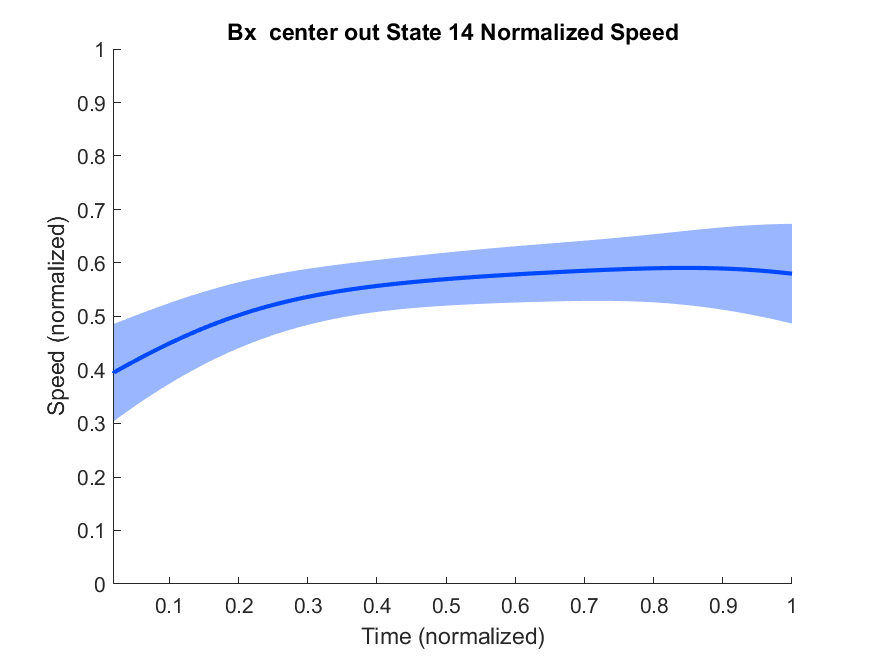 Bx  center out State 14 Normalized Speed
1
0.9
0.8
0.7
0.6
0.5
0.4
0.3
0.2
0.1
0
Speed (normalized)
0.1 0.2 0.3 0.4 0.5 0.6 0.7 0.8 0.9 1
Time (normalized)